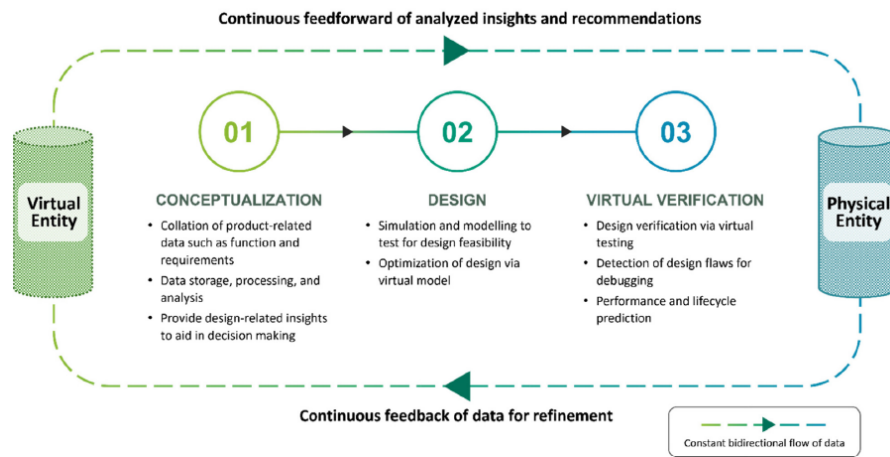 Continuous feedforward of analyzed insights and recommendations
01
02
03
Virtual
Entity
Physical
Entity
CONCEPTUALIZATION
• Collation of product-related
data such as function and
requirements
• Data storage, processing, and
analysis
• Provide design-related insights
to aid in decision making
DESIGN
• Simulation and modelling to
test for design feasibility
• Optimization of design via
virtual model
VIRTUAL VERIFICATION
• Design verification via virtual
testing
• Detection of design flaws for
debugging
• Performance and lifecycle
prediction
Continuous feedback of data for refinement
Constant bidirectional flow of data